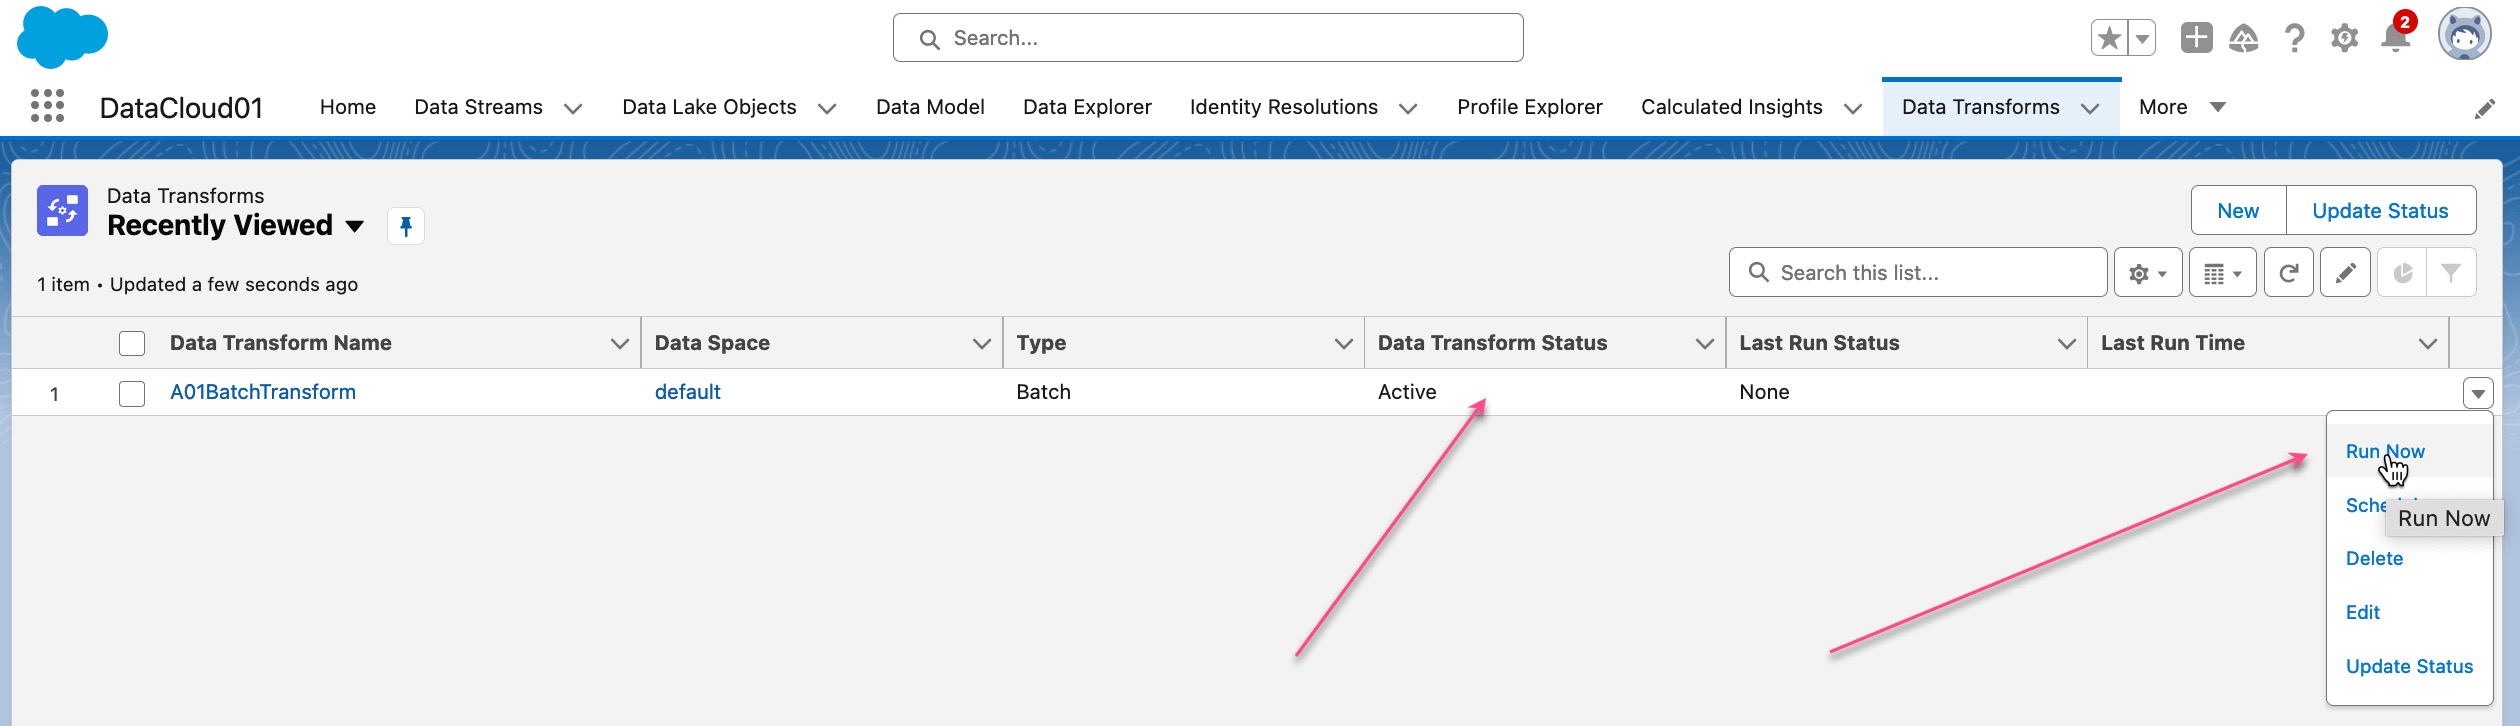 Search...
2
DataCloud01
Home
Data Streams
Data Lake Objects
Data Model
Data Explorer
Identity Resolutions
Profile Explorer
Calculated Insights
Data Transforms
More
Data Transforms
Recently Viewed
New
Update Status
1 item • Updated a few seconds ago
Search this list...
Data Transform Name
Data Space
Type
Data Transform Status
Last Run Status
Last Run Time
1
A01BatchTransform
default
Batch
Active
None
Run Now
Run Now
Delete
Edit
Update Status